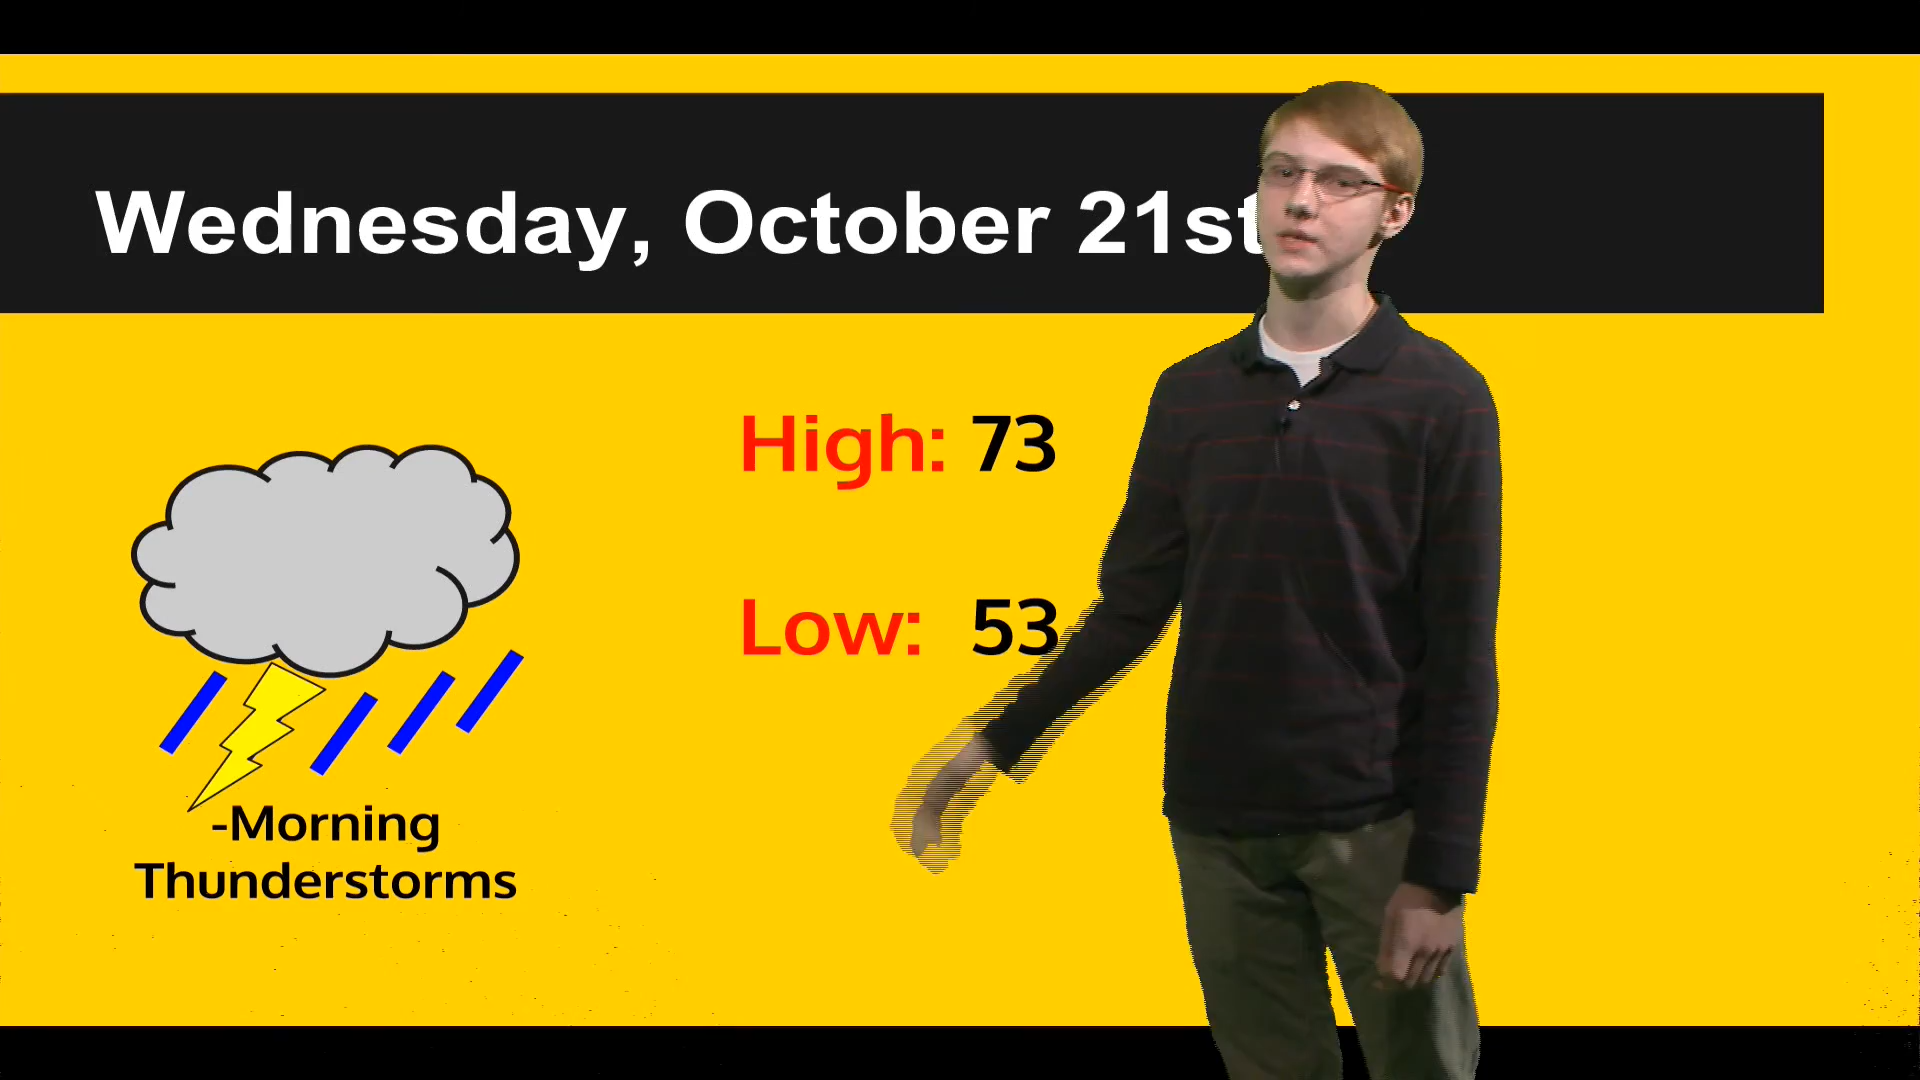 Wednesday, October 21st
High: 73
Low: 53
-Morning
Thunderstorms